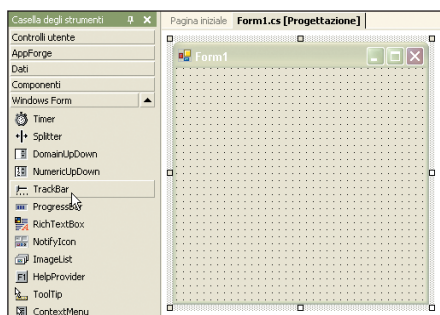 Casella degli strumenti
Pagina iniziale Form1.cs [Progettazione]
Controlli utente
AppForge
Dati
Componenti
Windows Form
Timer
Splitter
DomainUpDown
NumericUpDown
TrackBar
ProgressBar
RichTextBox
NotifyIcon
ImageList
HelpProvider
ToolTip
ContextMenu
Form1